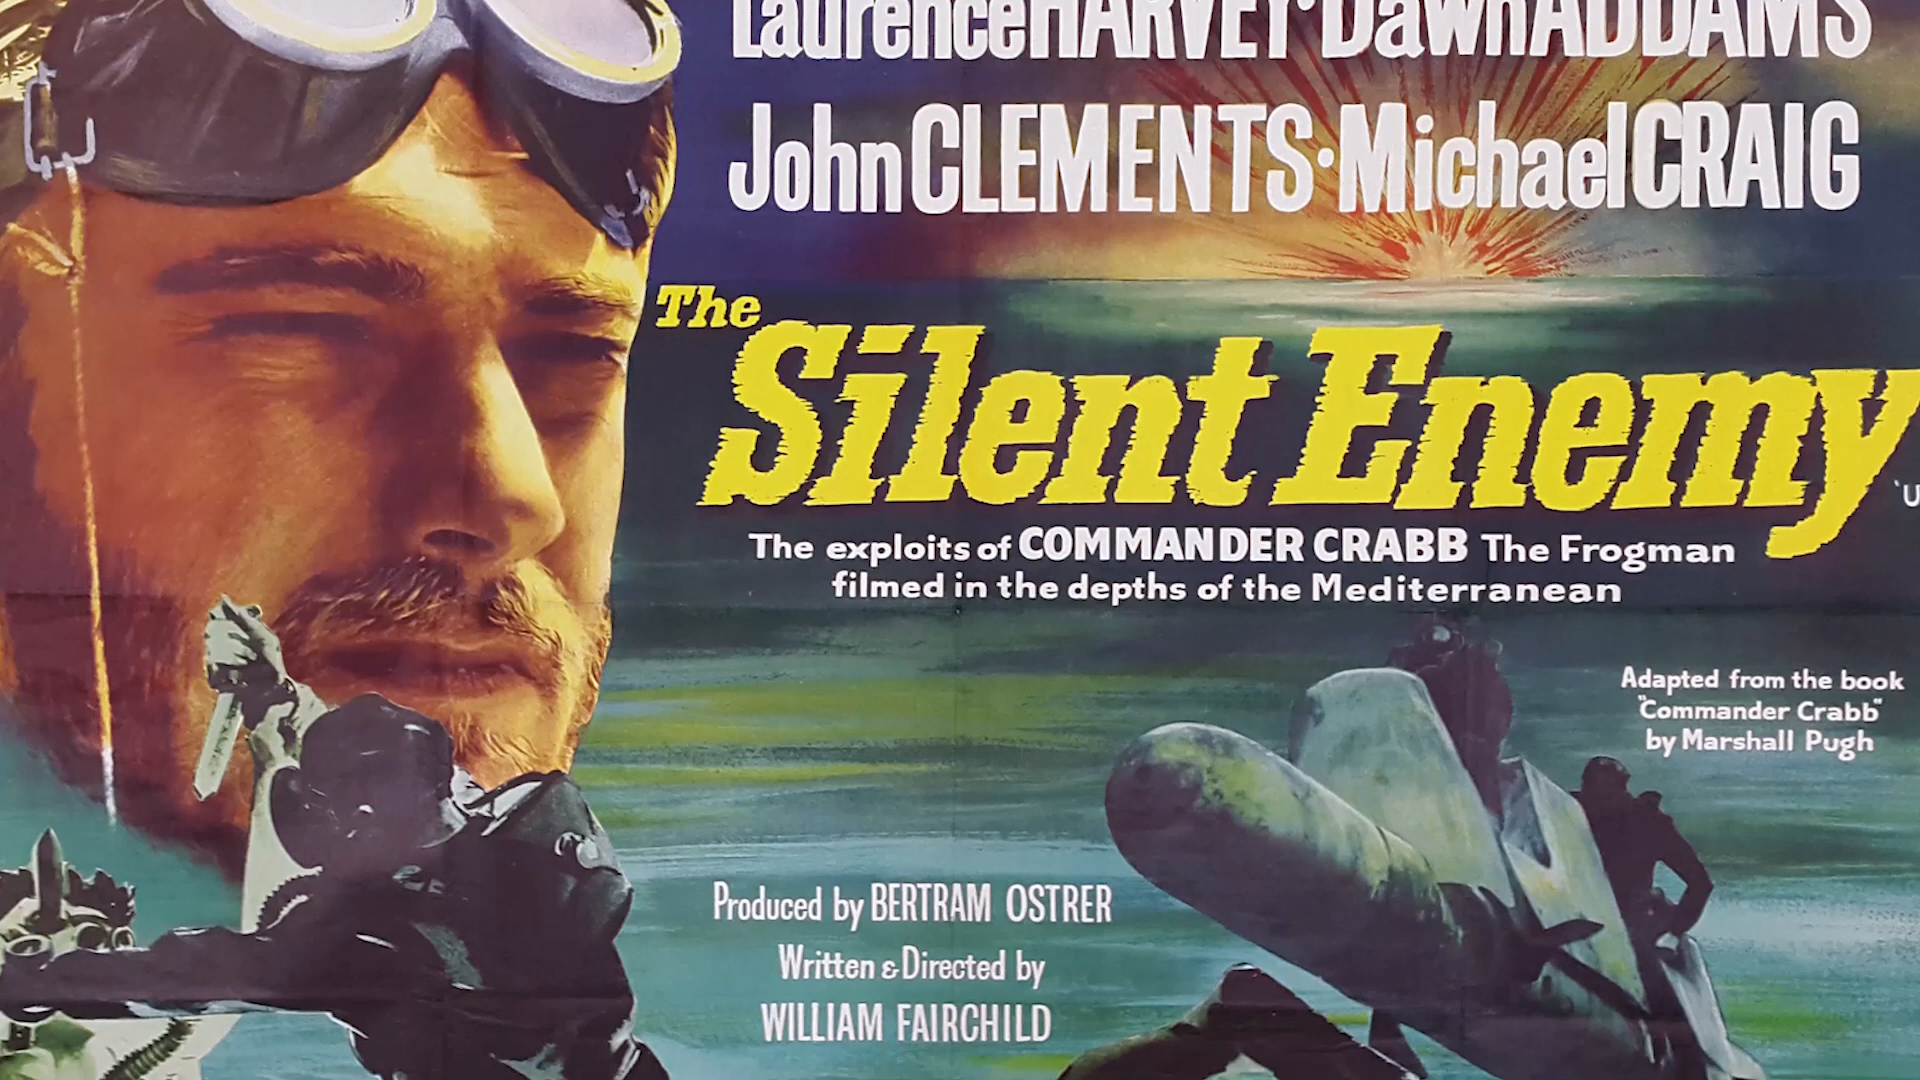 Laurence HARVEY · Dawn ADDAMS
John CLEMENTS · Michael CRAIG
The
Silent Enemy
'U
The exploits of COMMANDER CRABB The Frogman
filmed in the depths of the Mediterranean
Adapted from the book
"Commander Crabb"
by Marshall Pugh
Produced by BERTRAM OSTRER
Written & Directed by
WILLIAM FAIRCHILD